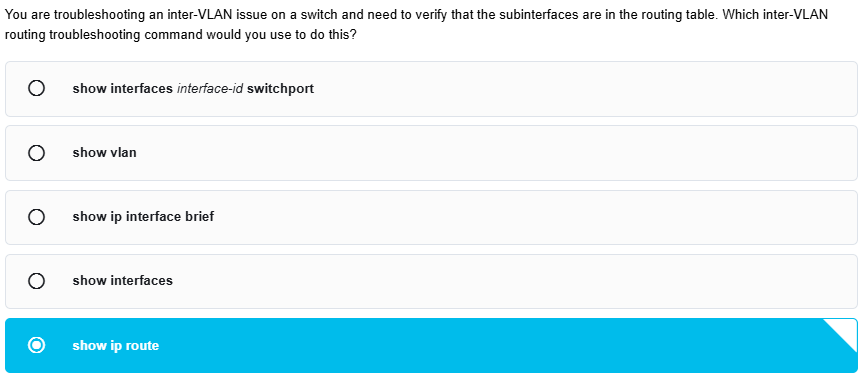 You are troubleshooting an inter-VLAN issue on a switch and need to verify that the subinterfaces are in the routing table. Which inter-VLAN
routing troubleshooting command would you use to do this?
show interfaces interface-id switchport
show vlan
show ip interface brief
show interfaces
show ip route